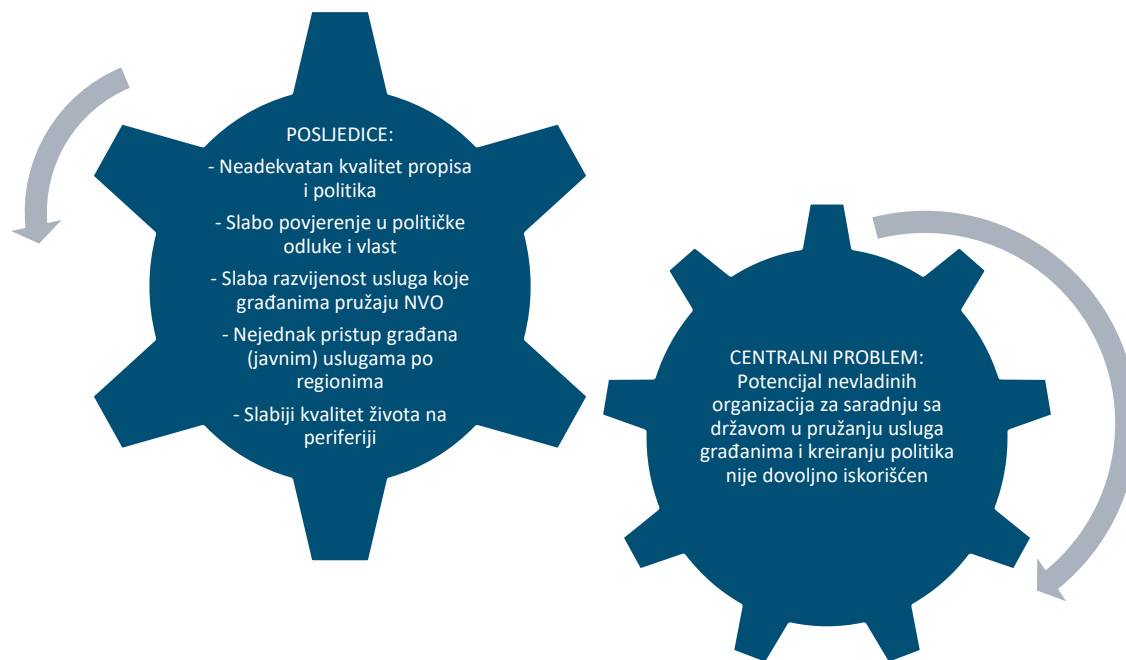 POSLJEDICE:
- Neadekvatan kvalitet propisa
i politika
- Slabo povjerenje u političke
odluke i vlast
- Slaba razvijenost usluga koje
građanima pružaju NVO
- Nejednak pristup građana
(javnim) uslugama po
regionima
- Slabiji kvalitet života na
periferiji
CENTRALNI PROBLEM:
Potencijal nevladinih
organizacija za saradnju sa
državom u pružanju usluga
građanima i kreiranju politika
nije dovoljno iskorišćen